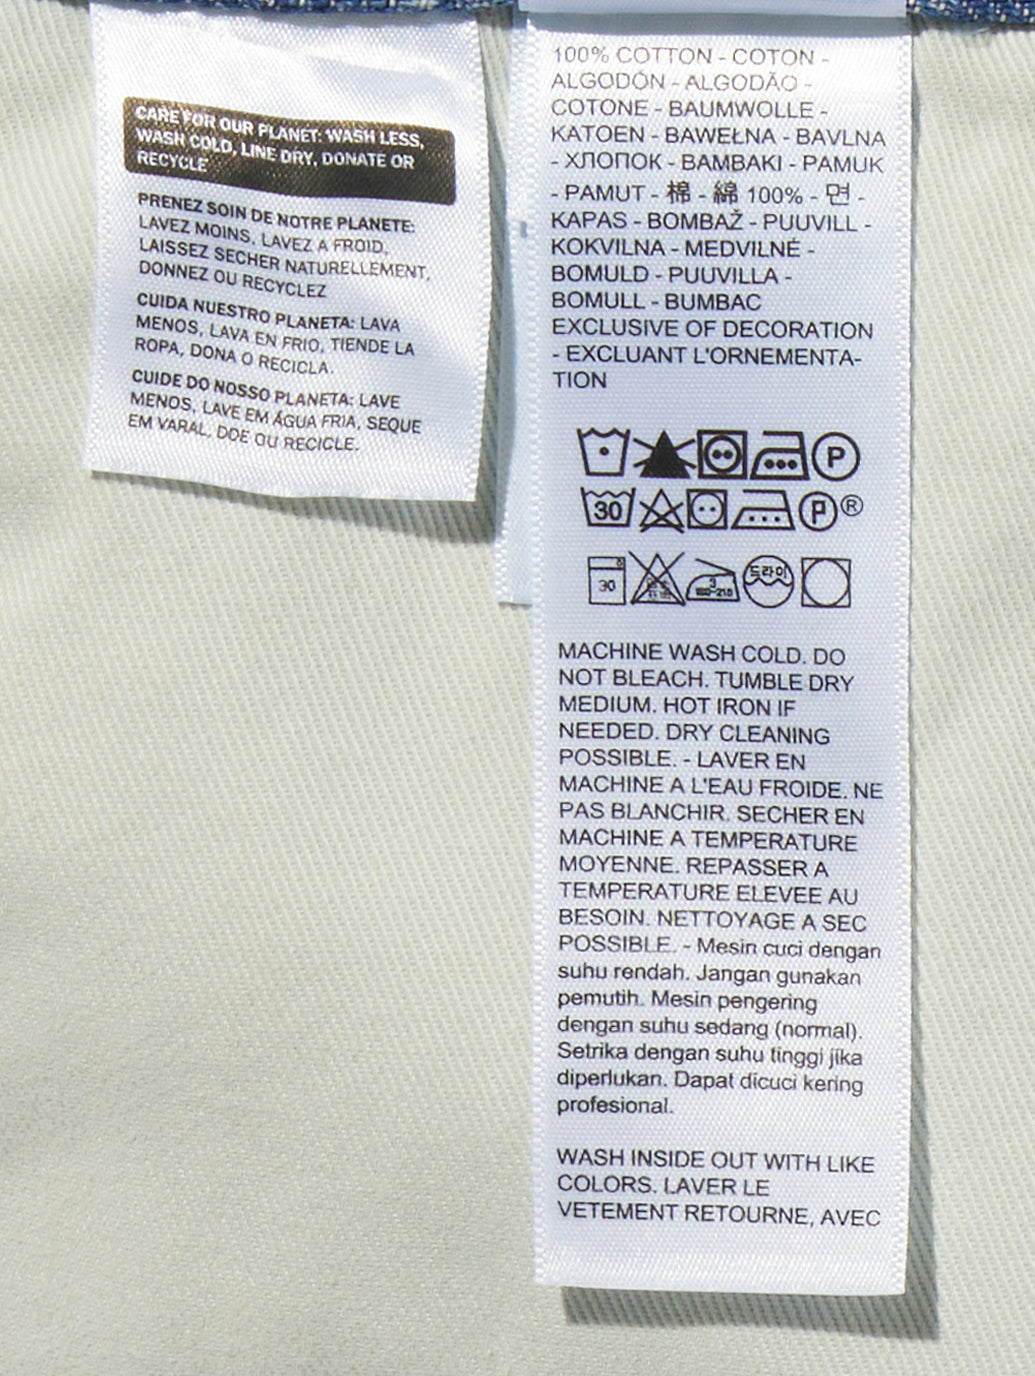 CARE FOR OUR PLANET: WASH LESS,
WASH COLD, LINE DRY, DONATE OR
RECYCLE
PRENEZ SOIN DE NOTRE PLANETE:
LAVEZ MOINS, LAVEZ A FROID,
LAISSEZ SECHER NATURELLEMENT,
DONNEZ OU RECYCLEZ
CUIDA NUESTRO PLANETA: LAVA
MENOS, LAVA EN FRIO, TIENDE LA
ROPA, DONA O RECICLA.
CUIDE DO NOSSO PLANETA: LAVE
MENOS, LAVE EM ÁGUA FRIA, SEQUE
EM VARAL, DOE OU RECICLE.
100% COTTON - COTON -
ALGODÓN - ALGODÃO -
COTONE - BAUMWOLLE -
KATOEN - BAWEŁNA - BAVLNA
- ХЛОПОК - BAMBAKI - PAMUK
- PAMUT - 棉 - 綿 100% - 면 -
KAPAS - BOMBAŽ - PUUVILL -
KOKVILNA - MEDVILNĖ -
BOMULD - PUUVILLA -
BOMULL - BUMBAC
EXCLUSIVE OF DECORATION
- EXCLUANT L'ORNEMENTA-
TION
P
30 P ®
30 3 180-210 드라이
MACHINE WASH COLD. DO
NOT BLEACH. TUMBLE DRY
MEDIUM. HOT IRON IF
NEEDED. DRY CLEANING
POSSIBLE. - LAVER EN
MACHINE A L'EAU FROIDE. NE
PAS BLANCHIR. SECHER EN
MACHINE A TEMPERATURE
MOYENNE. REPASSER A
TEMPERATURE ELEVEE AU
BESOIN. NETTOYAGE A SEC
POSSIBLE. - Mesin cuci dengan
suhu rendah. Jangan gunakan
pemutih. Mesin pengering
dengan suhu sedang (normal).
Setrika dengan suhu tinggi jika
diperlukan. Dapat dicuci kering
profesional.
WASH INSIDE OUT WITH LIKE
COLORS. LAVER LE
VETEMENT RETOURNE, AVEC